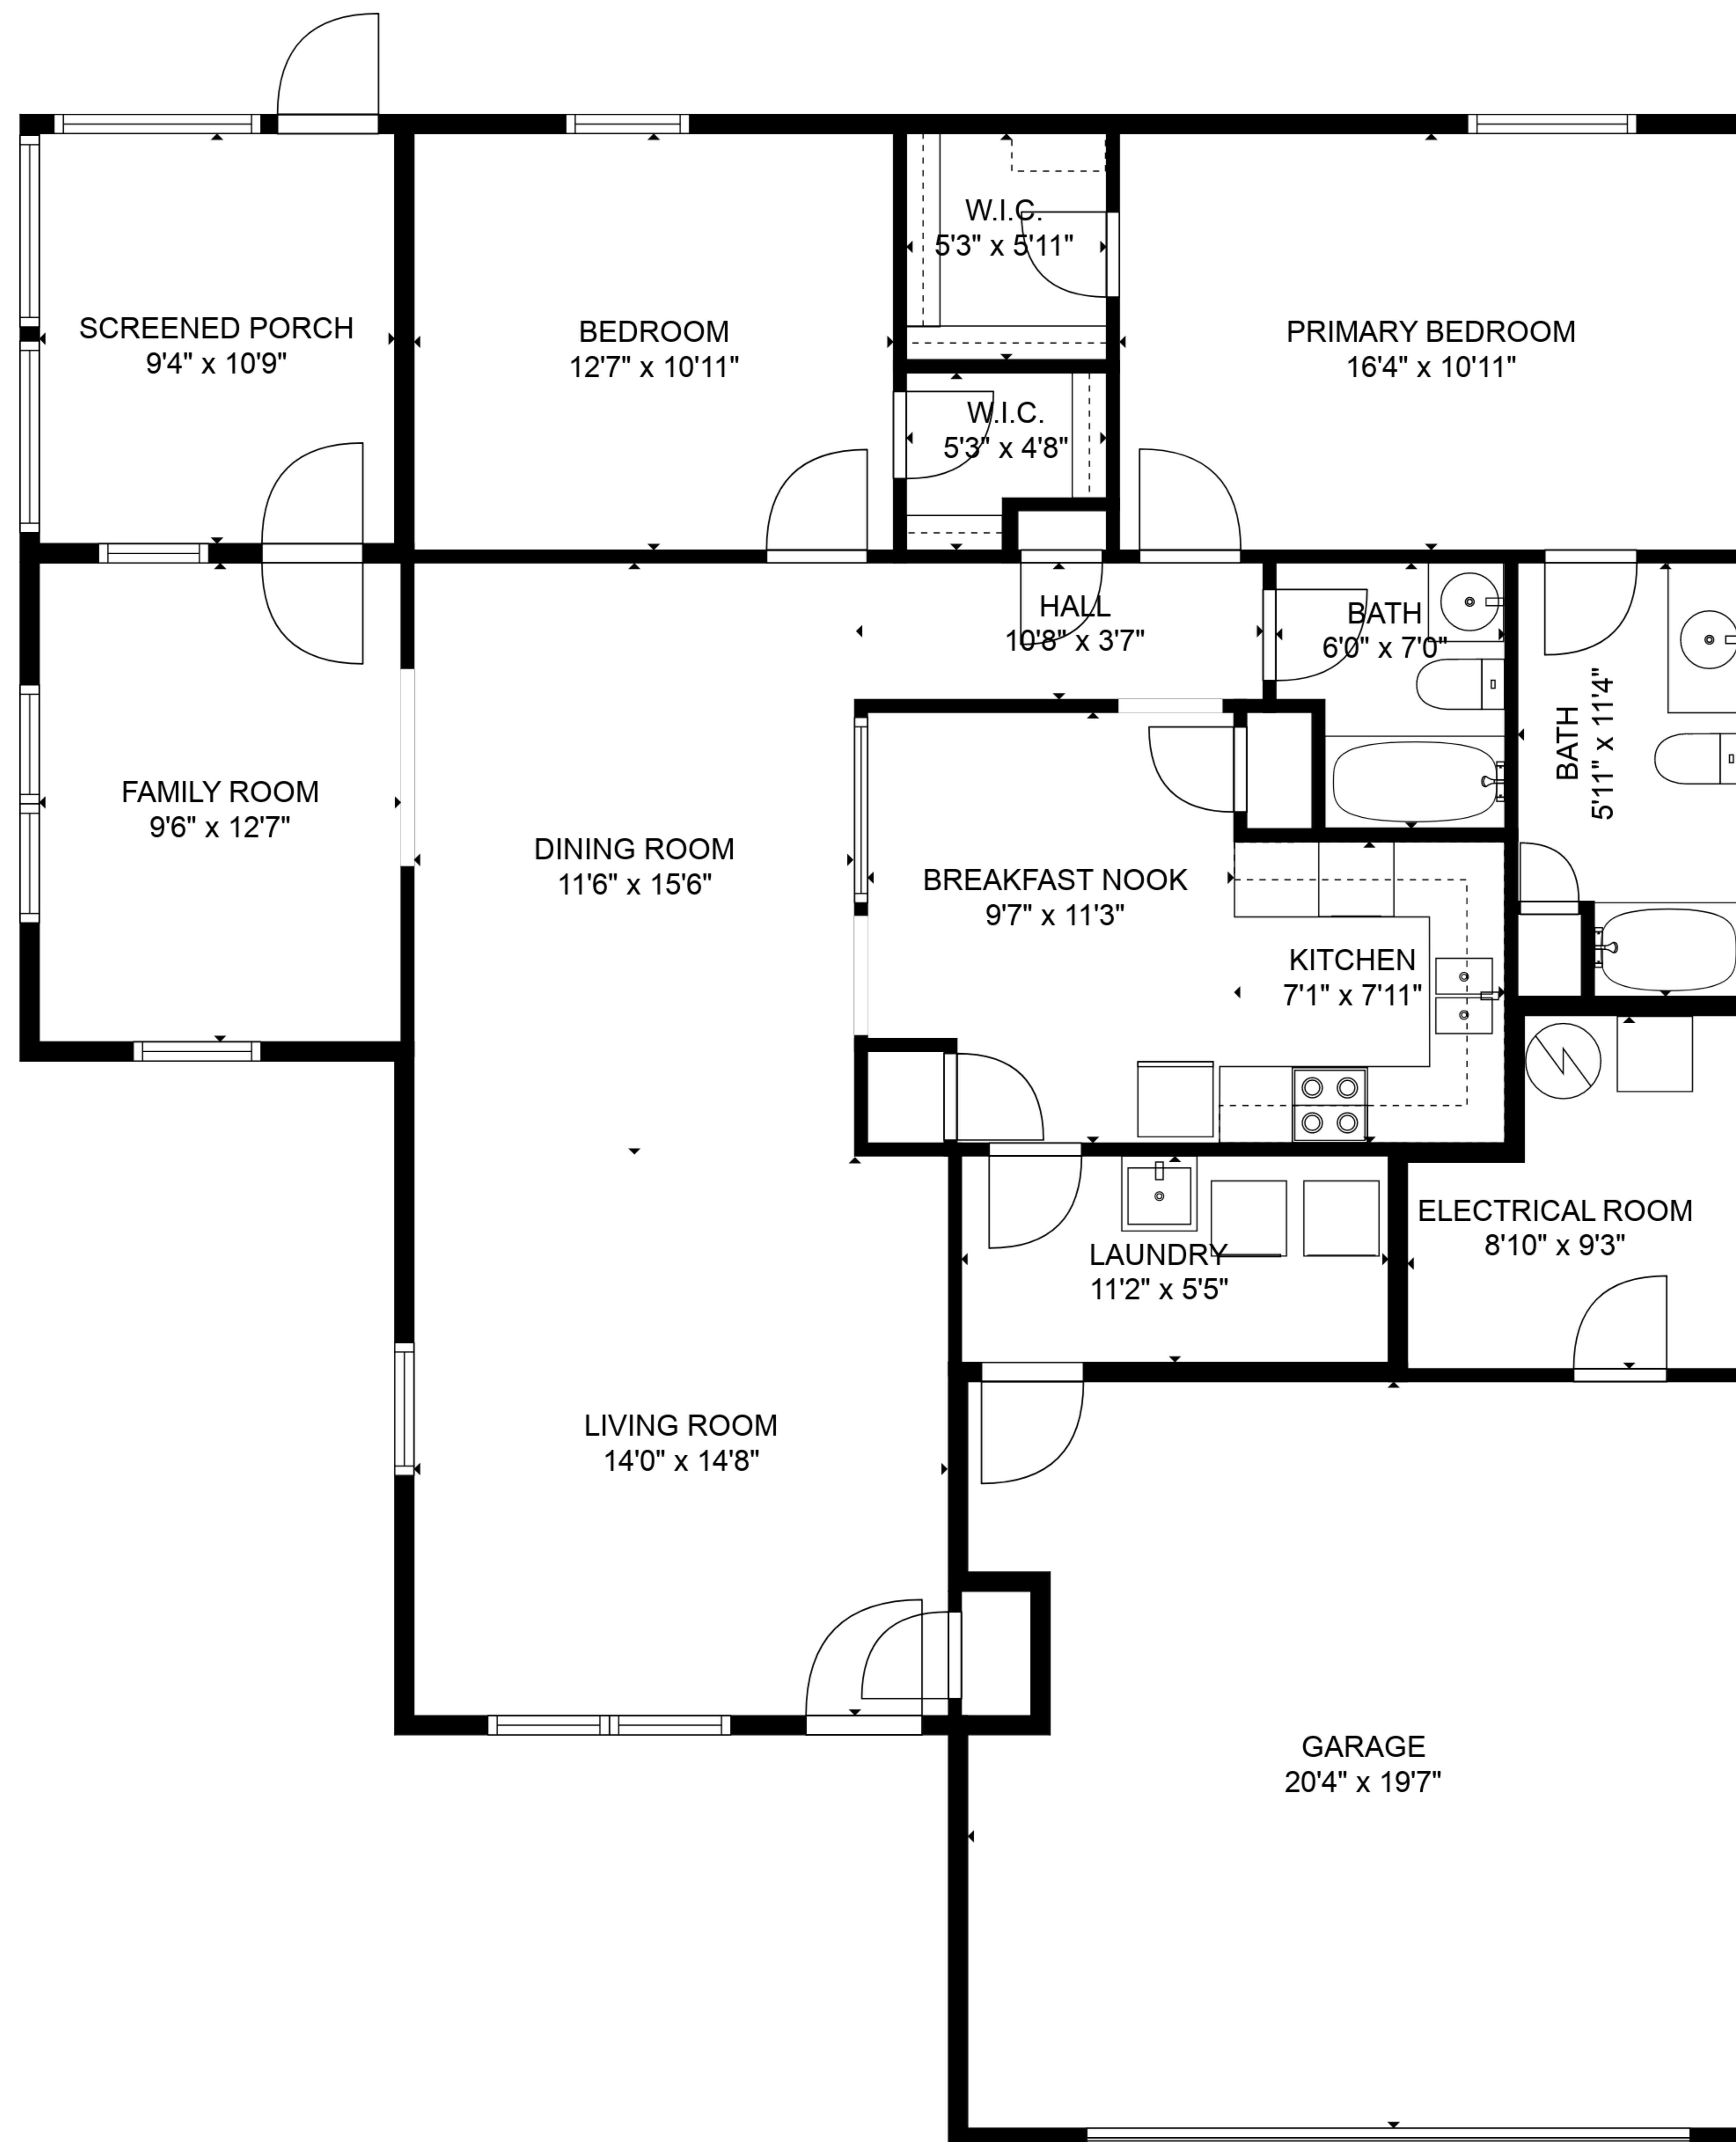 W.I.C.
5'3" x 5'11"
SCREENED PORCH
9'4" x 10'9"
BEDROOM
12'7" x 10'11"
PRIMARY BEDROOM
16'4" x 10'11"
W.I.C.
5'3" x 4'8"
HALL
10'8" x 3'7"
BATH
6'0" x 7'0"
BATH
5'11" x 11'4"
FAMILY ROOM
9'6" x 12'7"
DINING ROOM
11'6" x 15'6"
BREAKFAST NOOK
9'7" x 11'3"
KITCHEN
7'1" x 7'11"
ELECTRICAL ROOM
8'10" x 9'3"
LAUNDRY
11'2" x 5'5"
LIVING ROOM
14'0" x 14'8"
GARAGE
20'4" x 19'7"